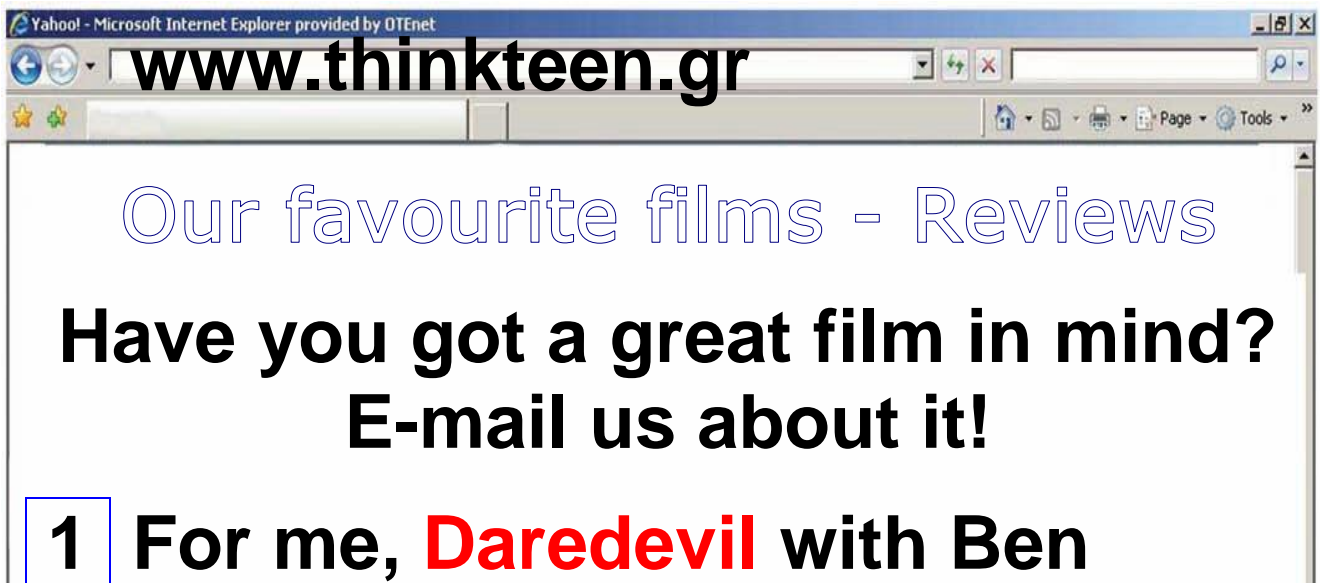 Yahoo! - Microsoft Internet Explorer provided by OTEnet
www.thinkteen.gr
Page Tools
Our favourite films - Reviews
Have you got a great film in mind?
E-mail us about it!
1 For me, Daredevil with Ben